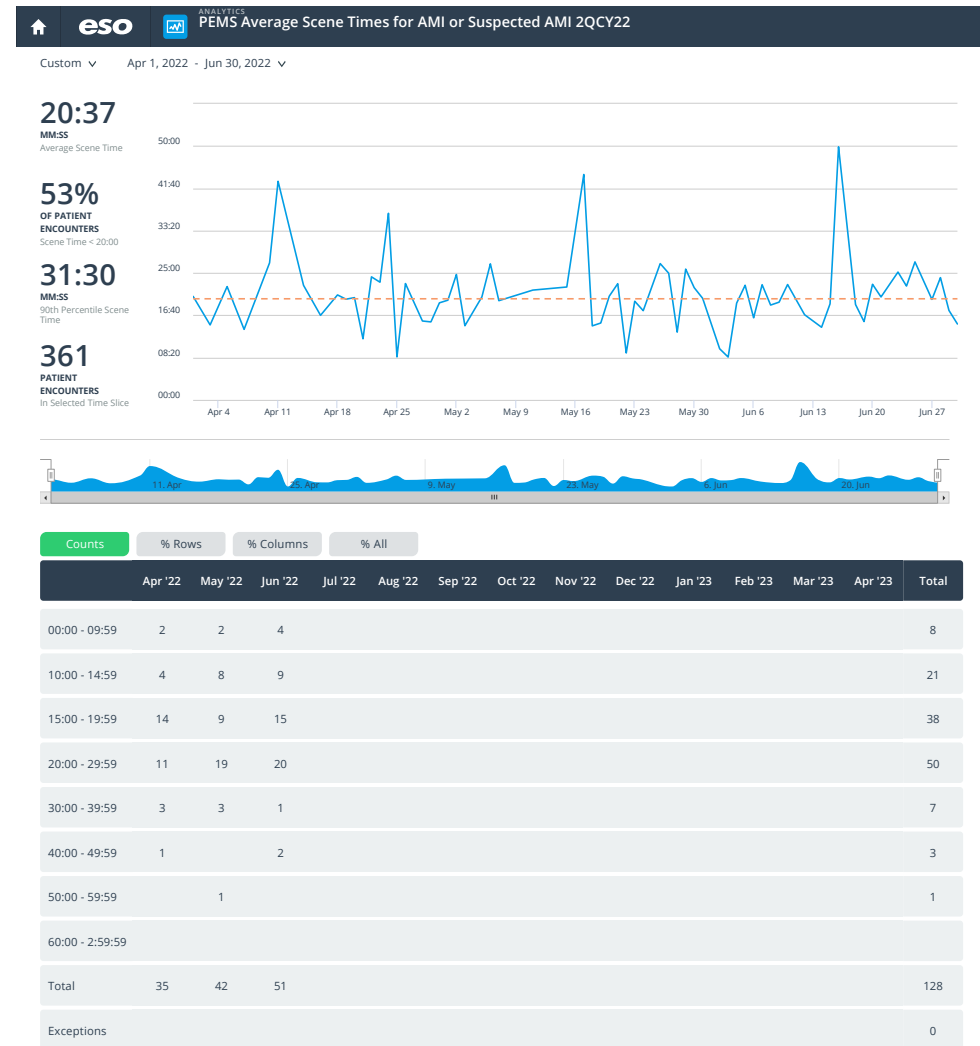 ANALYTICS
eso PEMS Average Scene Times for AMI or Suspected AMI 2QCY22
Custom Apr 1, 2022 - Jun 30, 2022
20:37
MM:SS
Average Scene Time
53%
OF PATIENT
ENCOUNTERS
Scene Time < 20:00
31:30
MM:SS
90th Percentile Scene
Time
361
PATIENT
ENCOUNTERS
In Selected Time Slice
50:00
41:40
33:20
25:00
16:40
08:20
00:00
Apr 4 Apr 11 Apr 18 Apr 25 May 2 May 9 May 16 May 23 May 30 Jun 6 Jun 13 Jun 20 Jun 27
11. Apr 25. Apr 9. May 23. May 6. Jun 20. Jun
Counts % Rows % Columns % All
Apr '22 May '22 Jun '22 Jul '22 Aug '22 Sep '22 Oct '22 Nov '22 Dec '22 Jan '23 Feb '23 Mar '23 Apr '23 Total
00:00 - 09:59 2 2 4 8
10:00 - 14:59 4 8 9 21
15:00 - 19:59 14 9 15 38
20:00 - 29:59 11 19 20 50
30:00 - 39:59 3 3 1 7
40:00 - 49:59 1 2 3
50:00 - 59:59 1 1
60:00 - 2:59:59
Total 35 42 51 128
Exceptions 0